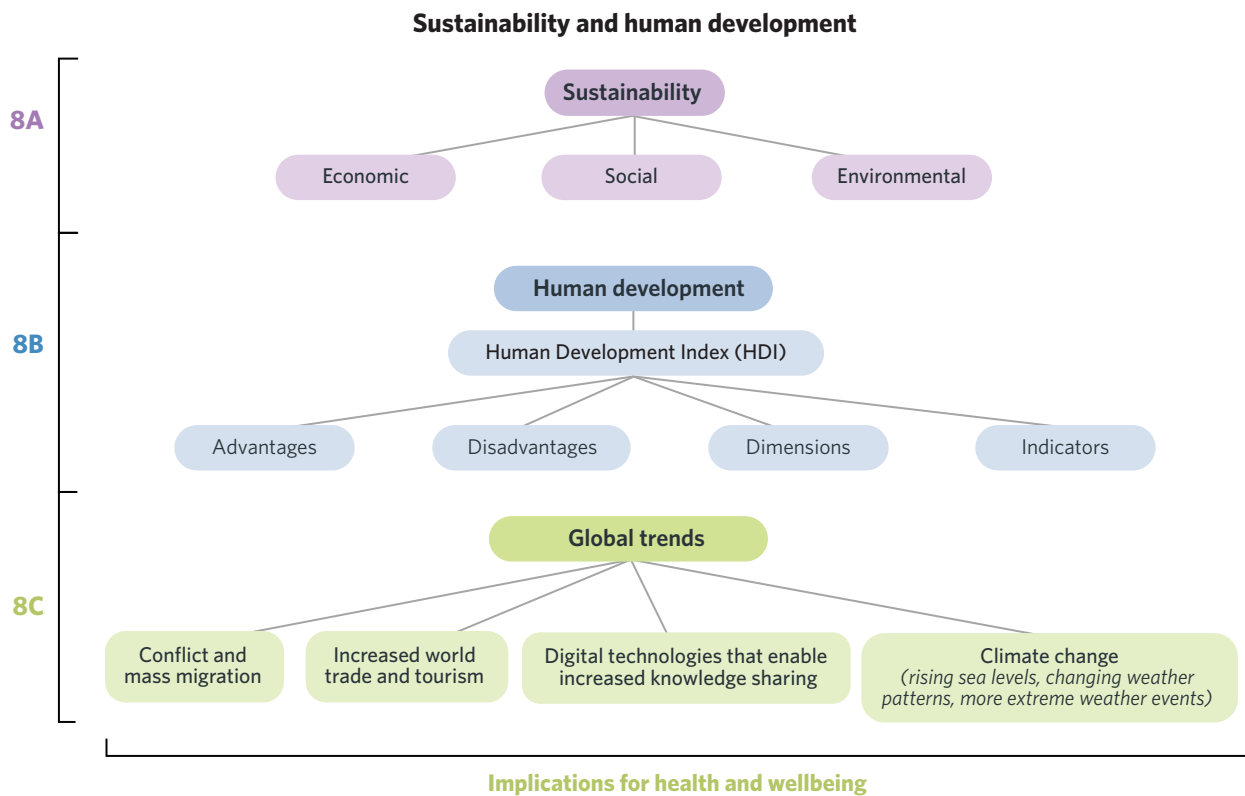 Sustainability and human development
8A
Sustainability
Economic
Social
Environmental
8B
Human development
Human Development Index (HDI)
Advantages
Disadvantages
Dimensions
Indicators
8C
Global trends
Conflict and
mass migration
Increased world
trade and tourism
Digital technologies that enable
increased knowledge sharing
Climate change
(rising sea levels, changing weather
patterns, more extreme weather events)
Implications for health and wellbeing